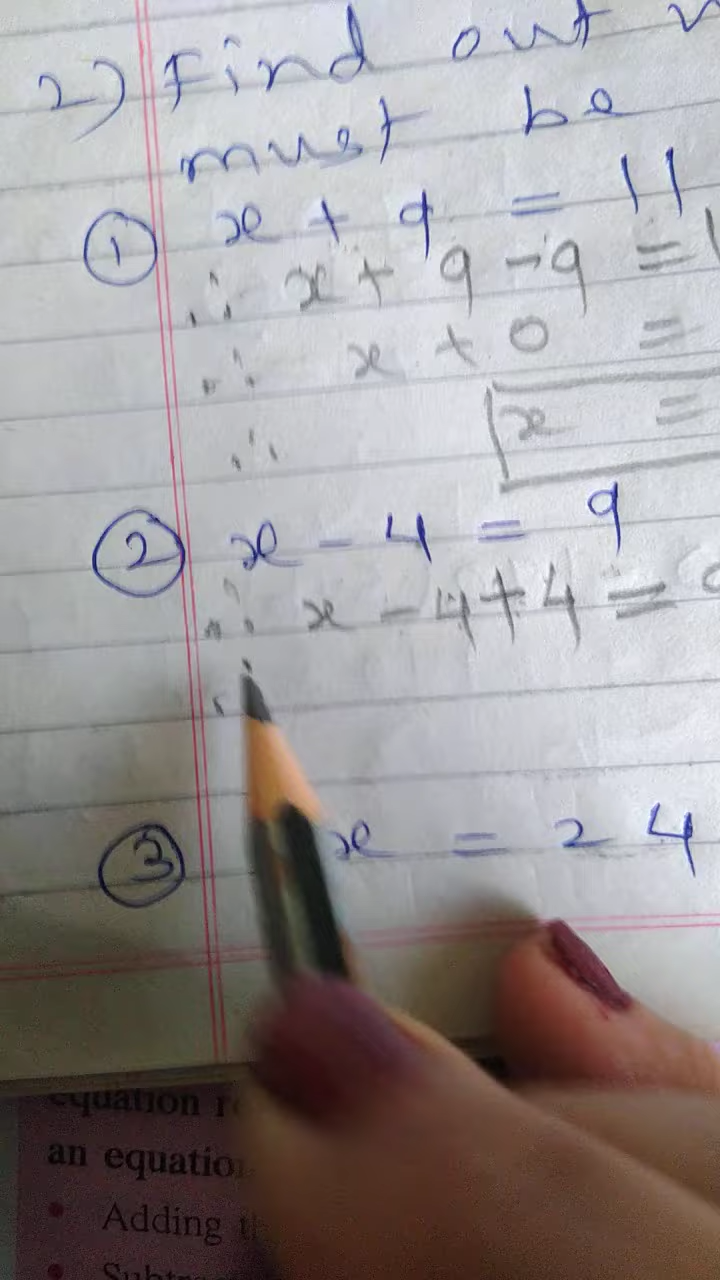 2) Find out
must be
① x + 9 = 11
∴ x + 9 - 9 =
∴ x + 0 =
∴ x =
② x - 4 = 9
∴ x - 4 + 4 =
③ x = 24
equation
an equation
• Adding
•